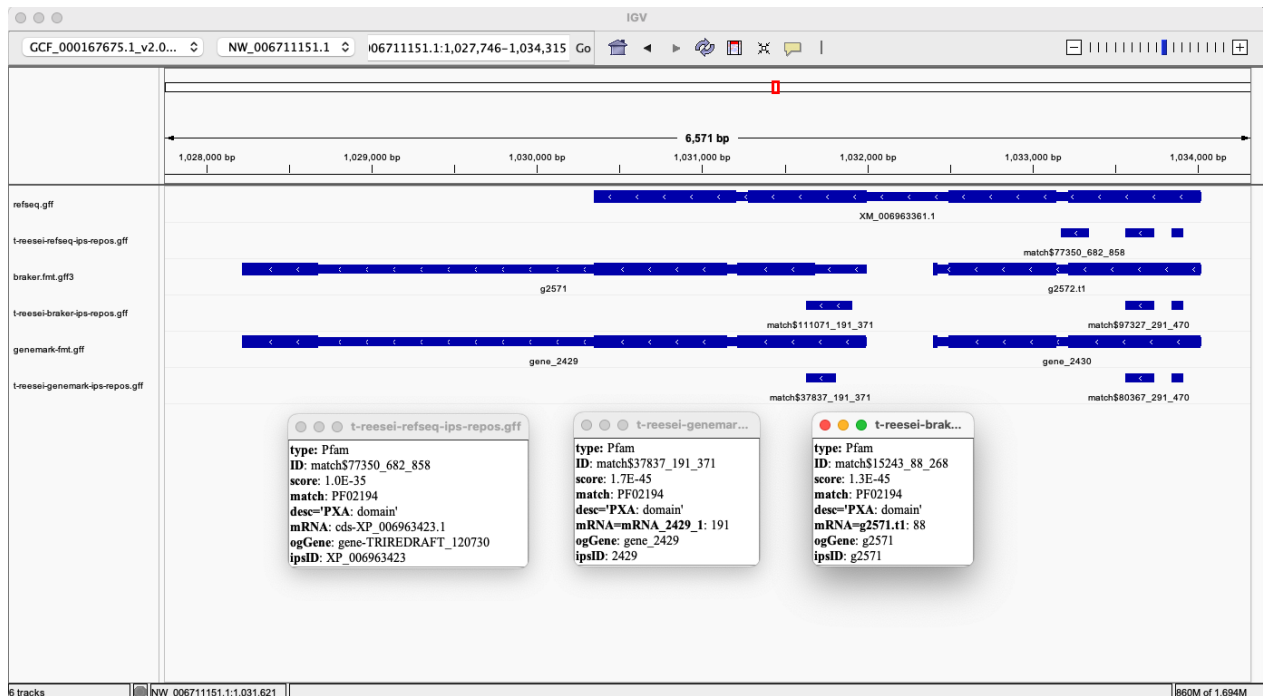 IGV
GCF_000167675.1_v2.0...
NW_006711151.1
006711151.1:1,027,746-1,034,315
Go
6,571 bp
1,028,000 bp
1,029,000 bp
1,030,000 bp
1,031,000 bp
1,032,000 bp
1,033,000 bp
1,034,000 bp
refseq.gff
XM_006963361.1
t-reesei-refseq-ips-repos.gff
match$77350_682_858
braker.fmt.gff3
g2571
g2572.t1
t-reesei-braker-ips-repos.gff
match$111071_191_371
match$97327_291_470
genemark-fmt.gff
gene_2429
gene_2430
t-reesei-genemark-ips-repos.gff
match$37837_191_371
match$80367_291_470
t-reesei-refseq-ips-repos.gff
type: Pfam
ID: match$77350_682_858
score: 1.0E-35
match: PF02194
desc='PXA: domain'
mRNA: cds-XP_006963423.1
ogGene: gene-TRIREDRAFT_120730
ipsID: XP_006963423
t-reesei-genemar...
type: Pfam
ID: match$37837_191_371
score: 1.7E-45
match: PF02194
desc='PXA: domain'
mRNA=mRNA_2429_1: 191
ogGene: gene_2429
ipsID: 2429
t-reesei-brak...
type: Pfam
ID: match$15243_88_268
score: 1.3E-45
match: PF02194
desc='PXA: domain'
mRNA=g2571.t1: 88
ogGene: g2571
ipsID: g2571
6 tracks
NW_006711151.1:1,031,621
860M of 1,694M